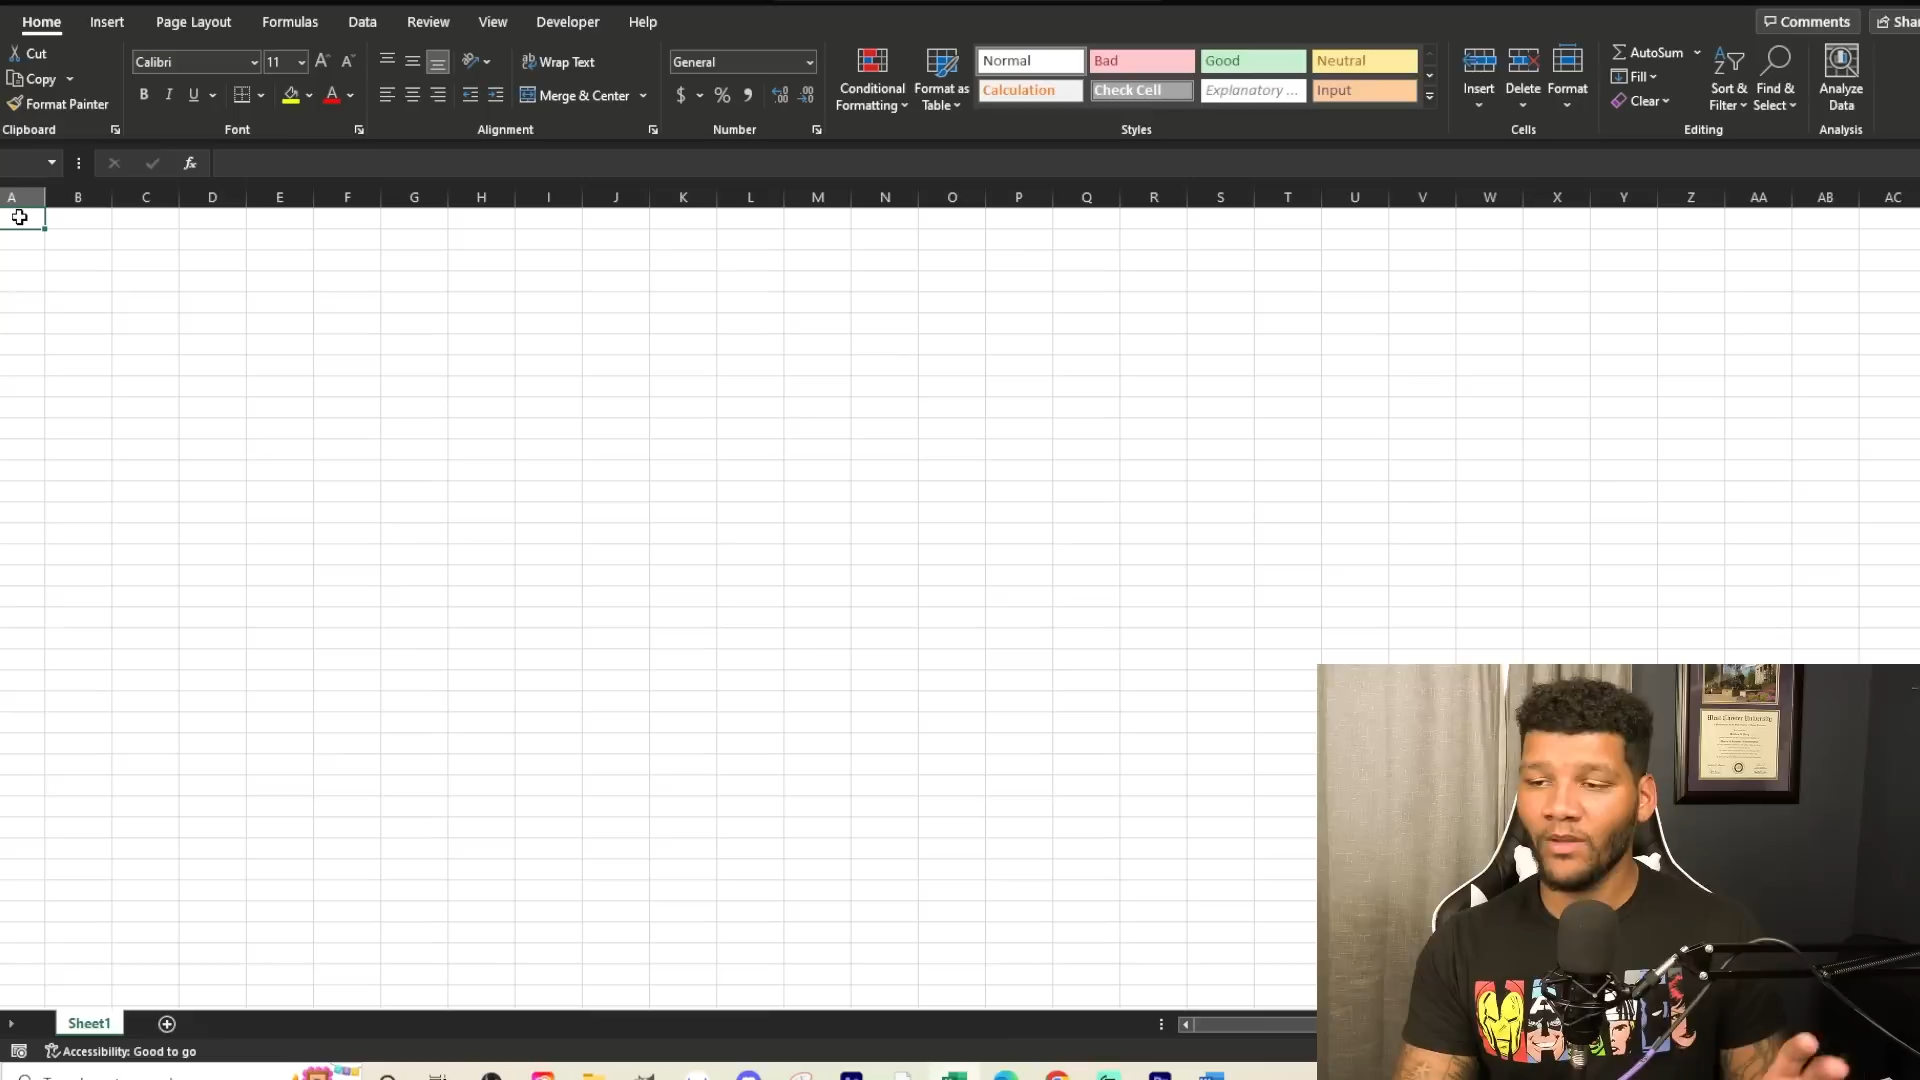 Home Insert Page Layout Formulas Data Review View Developer Help Comments
Cut
Copy
Format Painter
Clipboard
Calibri 11
B I U
Font
Wrap Text
Merge & Center
Alignment
General
$ %
Number
Conditional Formatting
Format as Table
Normal Bad Good Neutral
Calculation Check Cell Explanatory ... Input
Styles
Insert Delete Format
Cells
AutoSum
Fill
Clear
Sort & Filter
Find & Select
Editing
Analyze Data
Analysis
fx
A B C D E F G H I J K L M N O P Q R S T U V W X Y Z AA AB AC
West Carver University
Sheet1
Accessibility: Good to go